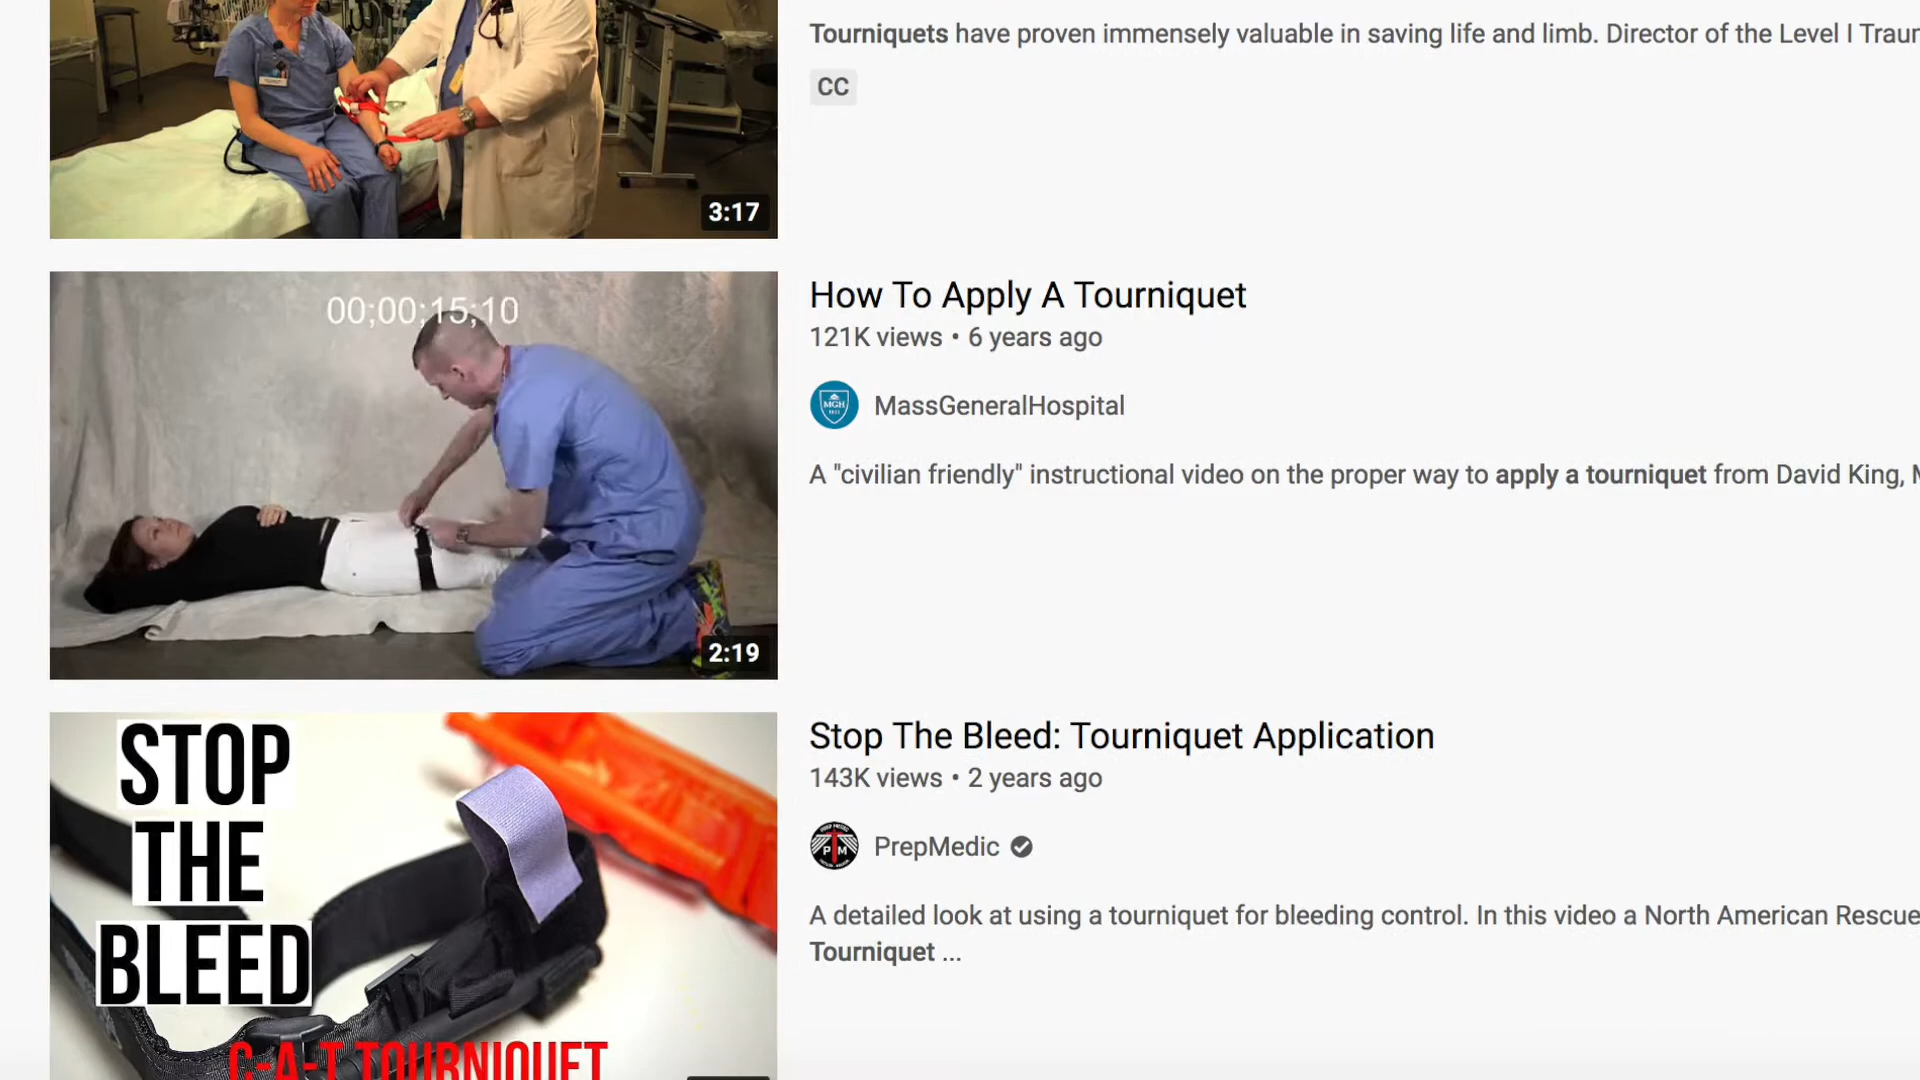 Tourniquets have proven immensely valuable in saving life and limb. Director of the Level I
CC
3:17
00;00;15;10
How To Apply A Tourniquet
121K views • 6 years ago
MGH
MassGeneralHospital
A "civilian friendly" instructional video on the proper way to apply a tourniquet from David King,
2:19
STOP
THE
BLEED
C-A-T TOURNIQUET
Stop The Bleed: Tourniquet Application
143K views • 2 years ago
PM
PrepMedic
A detailed look at using a tourniquet for bleeding control. In this video a North American Rescue
Tourniquet ...